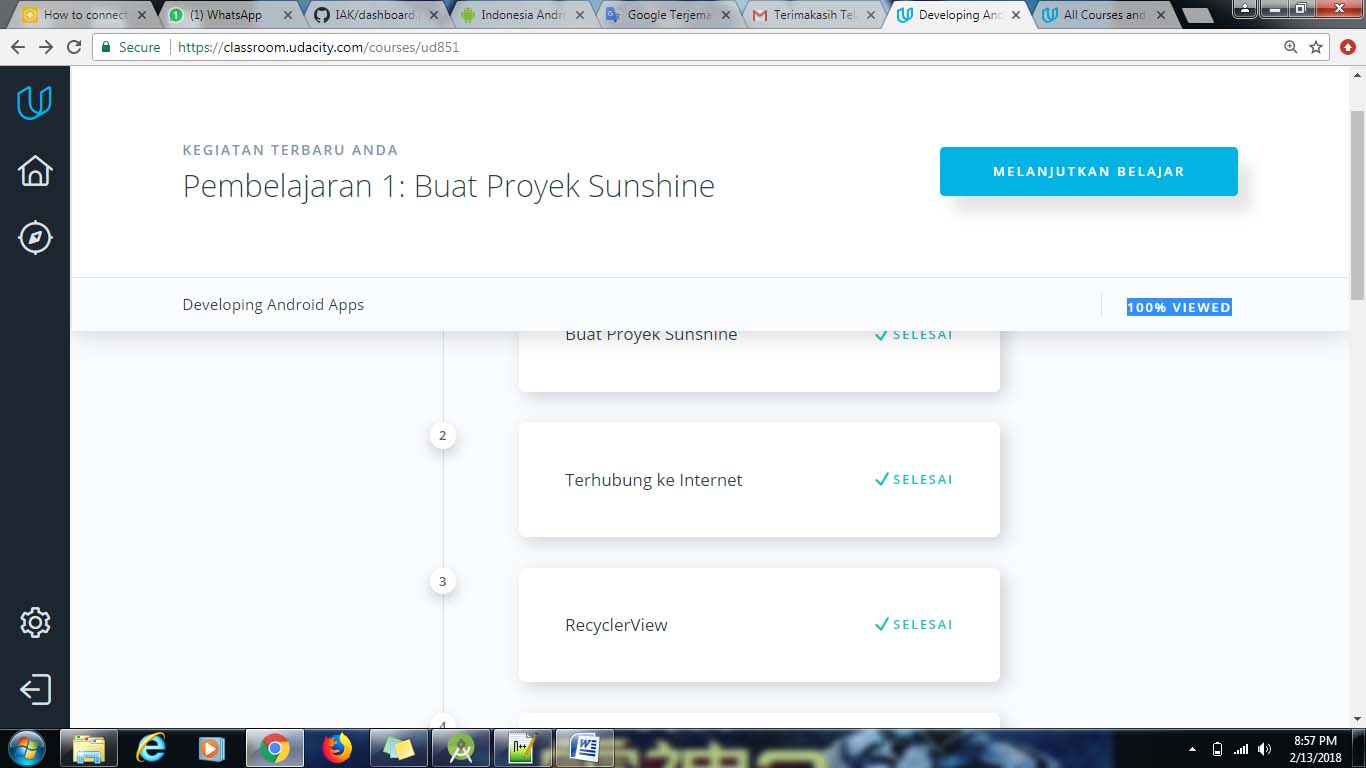 How to connect
(1) WhatsApp
IAK/dashboard.
Indonesia Andr
Google Terjema
Terimakasih Tel
Developing And
All Courses and
Secure
https://classroom.udacity.com/courses/ud851
KEGIATAN TERBARU ANDA
Pembelajaran 1: Buat Proyek Sunshine
MELANJUTKAN BELAJAR
Developing Android Apps
100% VIEWED
Buat Proyek Sunshine
SELESAI
2
Terhubung ke Internet
SELESAI
3
RecyclerView
SELESAI
4
8:57 PM
2/13/2018